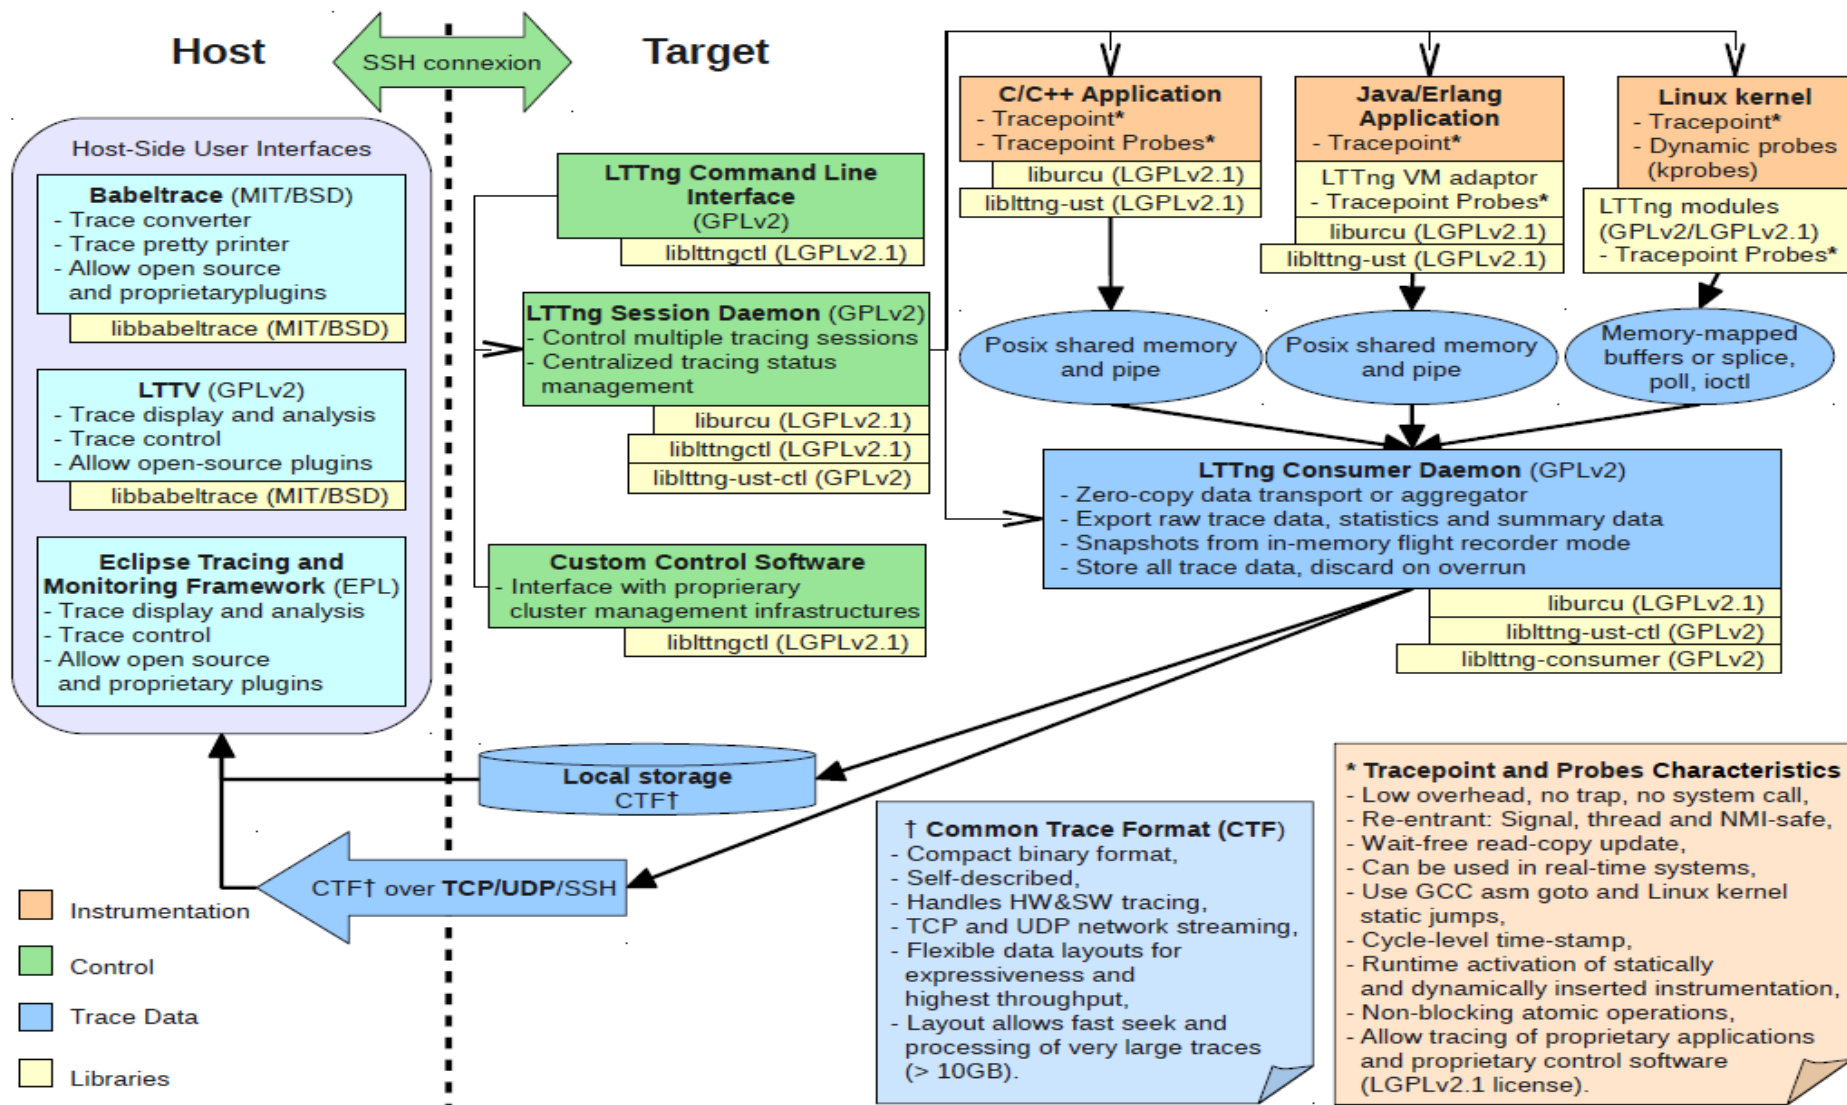 Host
SSH connexion
Target
Host-Side User Interfaces
Babeltrace (MIT/BSD)
- Trace converter
- Trace pretty printer
- Allow open source
and proprietaryplugins
libbabeltrace (MIT/BSD)
LTTV (GPLv2)
- Trace display and analysis
- Trace control
- Allow open-source plugins
libbabeltrace (MIT/BSD)
Eclipse Tracing and
Monitoring Framework (EPL)
- Trace display and analysis
- Trace control
- Allow open source
and proprietary plugins
LTTng Command Line
Interface
(GPLv2)
liblttngctl (LGPLv2.1)
LTTng Session Daemon (GPLv2)
- Control multiple tracing sessions
- Centralized tracing status
management
liburcu (LGPLv2.1)
liblttngctl (LGPLv2.1)
liblttng-ust-ctl (GPLv2)
Custom Control Software
- Interface with proprierary
cluster management infrastructures
liblttngctl (LGPLv2.1)
C/C++ Application
- Tracepoint*
- Tracepoint Probes*
liburcu (LGPLv2.1)
liblttng-ust (LGPLv2.1)
Java/Erlang
Application
- Tracepoint*
LTTng VM adaptor
- Tracepoint Probes*
liburcu (LGPLv2.1)
liblttng-ust (LGPLv2.1)
Linux kernel
- Tracepoint*
- Dynamic probes
(kprobes)
LTTng modules
(GPLv2/LGPLv2.1)
- Tracepoint Probes*
Posix shared memory
and pipe
Posix shared memory
and pipe
Memory-mapped
buffers or splice,
poll, ioctl
LTTng Consumer Daemon (GPLv2)
- Zero-copy data transport or aggregator
- Export raw trace data, statistics and summary data
- Snapshots from in-memory flight recorder mode
- Store all trace data, discard on overrun
liburcu (LGPLv2.1)
liblttng-ust-ctl (GPLv2)
liblttng-consumer (GPLv2)
Local storage
CTF†
CTF† over TCP/UDP/SSH
Instrumentation
Control
Trace Data
Libraries
† Common Trace Format (CTF)
- Compact binary format,
- Self-described,
- Handles HW&SW tracing,
- TCP and UDP network streaming,
- Flexible data layouts for
expressiveness and
highest throughput,
- Layout allows fast seek and
processing of very large traces
(> 10GB).
* Tracepoint and Probes Characteristics
- Low overhead, no trap, no system call,
- Re-entrant: Signal, thread and NMI-safe,
- Wait-free read-copy update,
- Can be used in real-time systems,
- Use GCC asm goto and Linux kernel
static jumps,
- Cycle-level time-stamp,
- Runtime activation of statically
and dynamically inserted instrumentation,
- Non-blocking atomic operations,
- Allow tracing of proprietary applications
and proprietary control software
(LGPLv2.1 license).